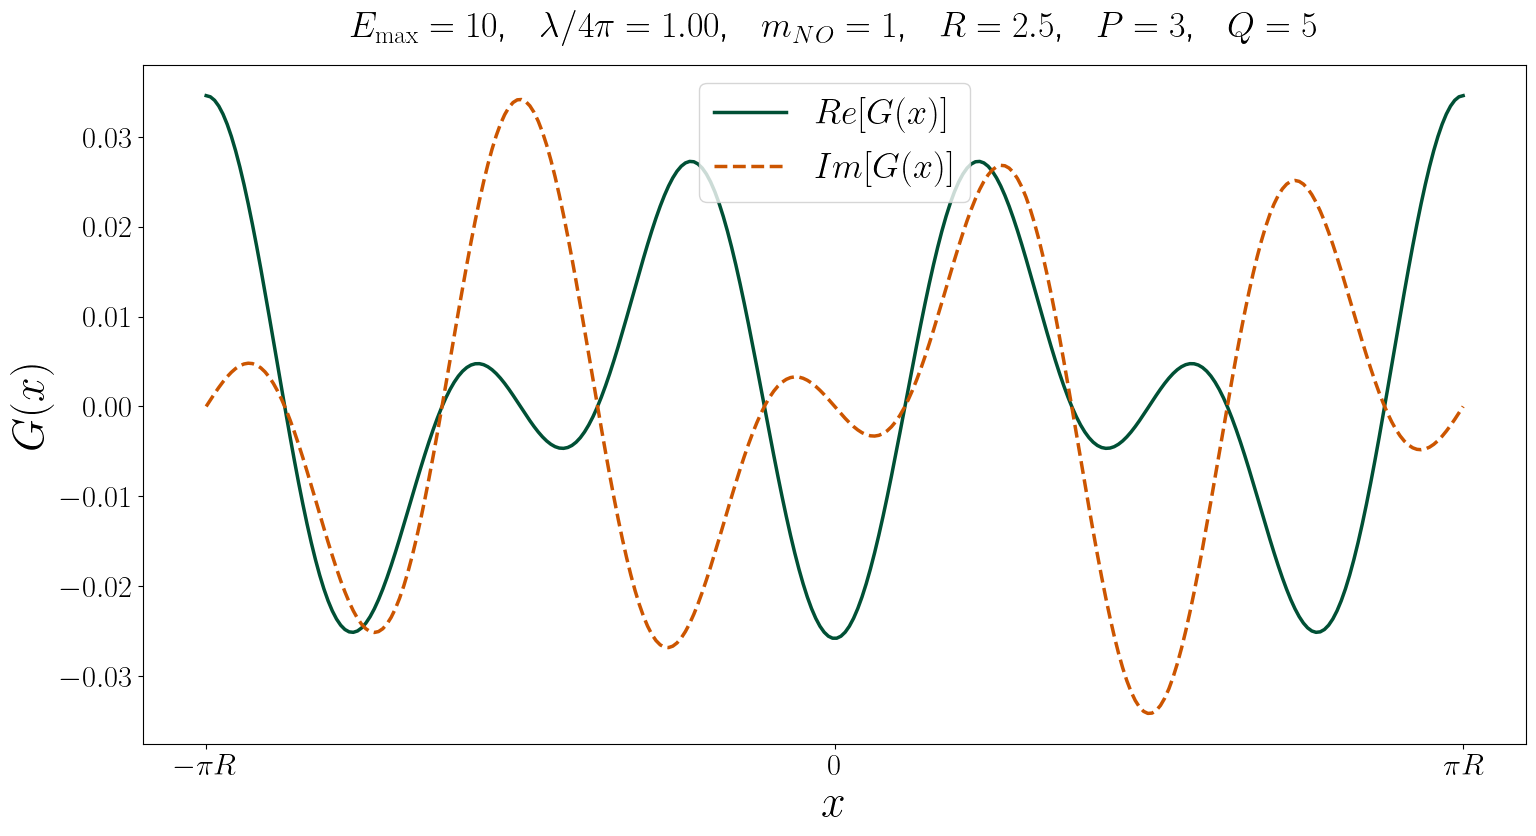 E_max = 10, λ/4π = 1.00, m_NO = 1, R = 2.5, P = 3, Q = 5
Re[G(x)]
Im[G(x)]
G(x)
0.03
0.02
0.01
0.00
−0.01
−0.02
−0.03
−πR 0 πR
x